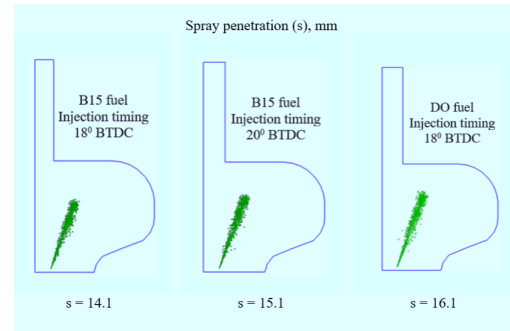 Spray penetration (s), mm
B15 fuel
Injection timing
18⁰ BTDC
B15 fuel
Injection timing
20⁰ BTDC
DO fuel
Injection timing
18⁰ BTDC
s = 14.1
s = 15.1
s = 16.1